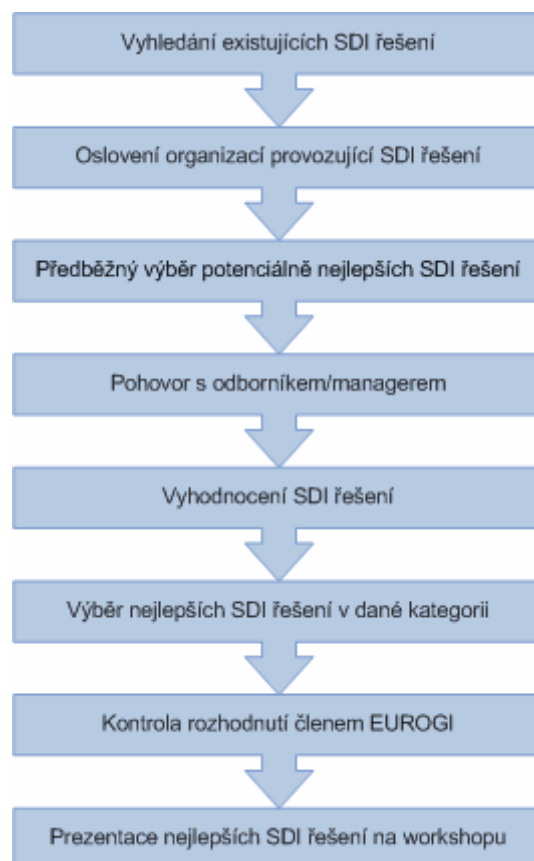 Vyhledání existujících SDI řešení
Oslovení organizací provozující SDI řešení
Předběžný výběr potenciálně nejlepších SDI řešení
Pohovor s odborníkem/managerem
Vyhodnocení SDI řešení
Výběr nejlepších SDI řešení v dané kategorii
Kontrola rozhodnutí členem EUROGI
Prezentace nejlepších SDI řešení na workshopu